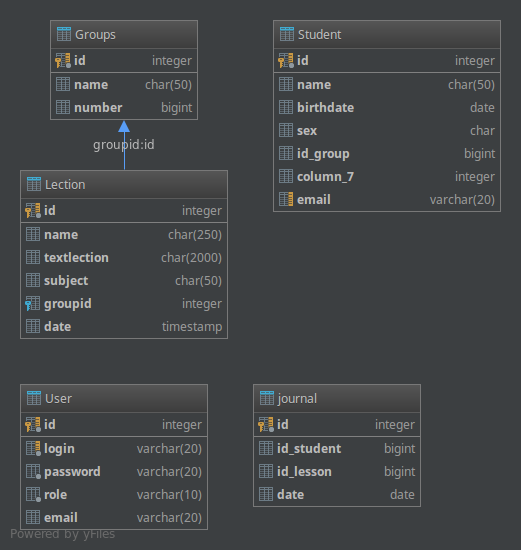 Groups
id integer
name char(50)
number bigint
groupid:id
Lection
id integer
name char(250)
textlection char(2000)
subject char(50)
groupid integer
date timestamp
Student
id integer
name char(50)
birthdate date
sex char
id_group bigint
column_7 integer
email varchar(20)
User
id integer
login varchar(20)
password varchar(20)
role varchar(10)
email varchar(20)
journal
id integer
id_student bigint
id_lesson bigint
date date
Powered by yFiles